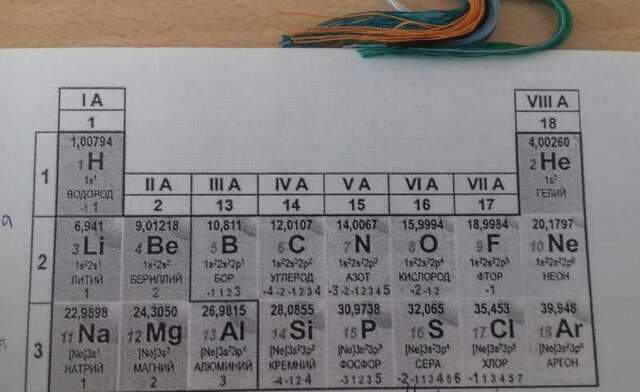 I A
VIII A
1
18
1,00794
4,00260
1 H
2 He
1
1s¹
1s²
ВОДОРОД
ГЕЛИЙ
-1 1
II A
III A
IV A
V A
VI A
VII A
2
13
14
15
16
17
6,941
9,01218
10,811
12,0107
14,0067
15,9994
18,9984
20,1797
2
3 Li
4 Be
5 B
6 C
7 N
8 O
9 F
10 Ne
1s²2s¹
1s²2s²
1s²2s²2p¹
1s²2s²2p²
1s²2s²2p³
1s²2s²2p⁴
1s²2s²2p⁵
1s²2s²2p⁶
ЛИТИЙ
БЕРИЛЛИЙ
БОР
УГЛЕРОД
АЗОТ
КИСЛОРОД
ФТОР
НЕОН
1
2
-1 1 2 3
-4 -2 -1 2 3 4
-3 -2 -1 2 3 4 5
-2 -1 2
-1
22,9898
24,3050
26,9815
28,0855
30,9738
32,065
35,453
39,948
3
11 Na
12 Mg
13 Al
14 Si
15 P
16 S
17 Cl
18 Ar
[Ne]3s¹
[Ne]3s²
[Ne]3s²3p¹
[Ne]3s²3p²
[Ne]3s²3p³
[Ne]3s²3p⁴
[Ne]3s²3p⁵
[Ne]3s²3p⁶
НАТРИЙ
МАГНИЙ
АЛЮМИНИЙ
КРЕМНИЙ
ФОСФОР
СЕРА
ХЛОР
АРГОН
1
2
3
-4 -1 2 4
-3 1 2 3 5
-2 -1 1 3 4 5 6
-1 1 3 4 6 7